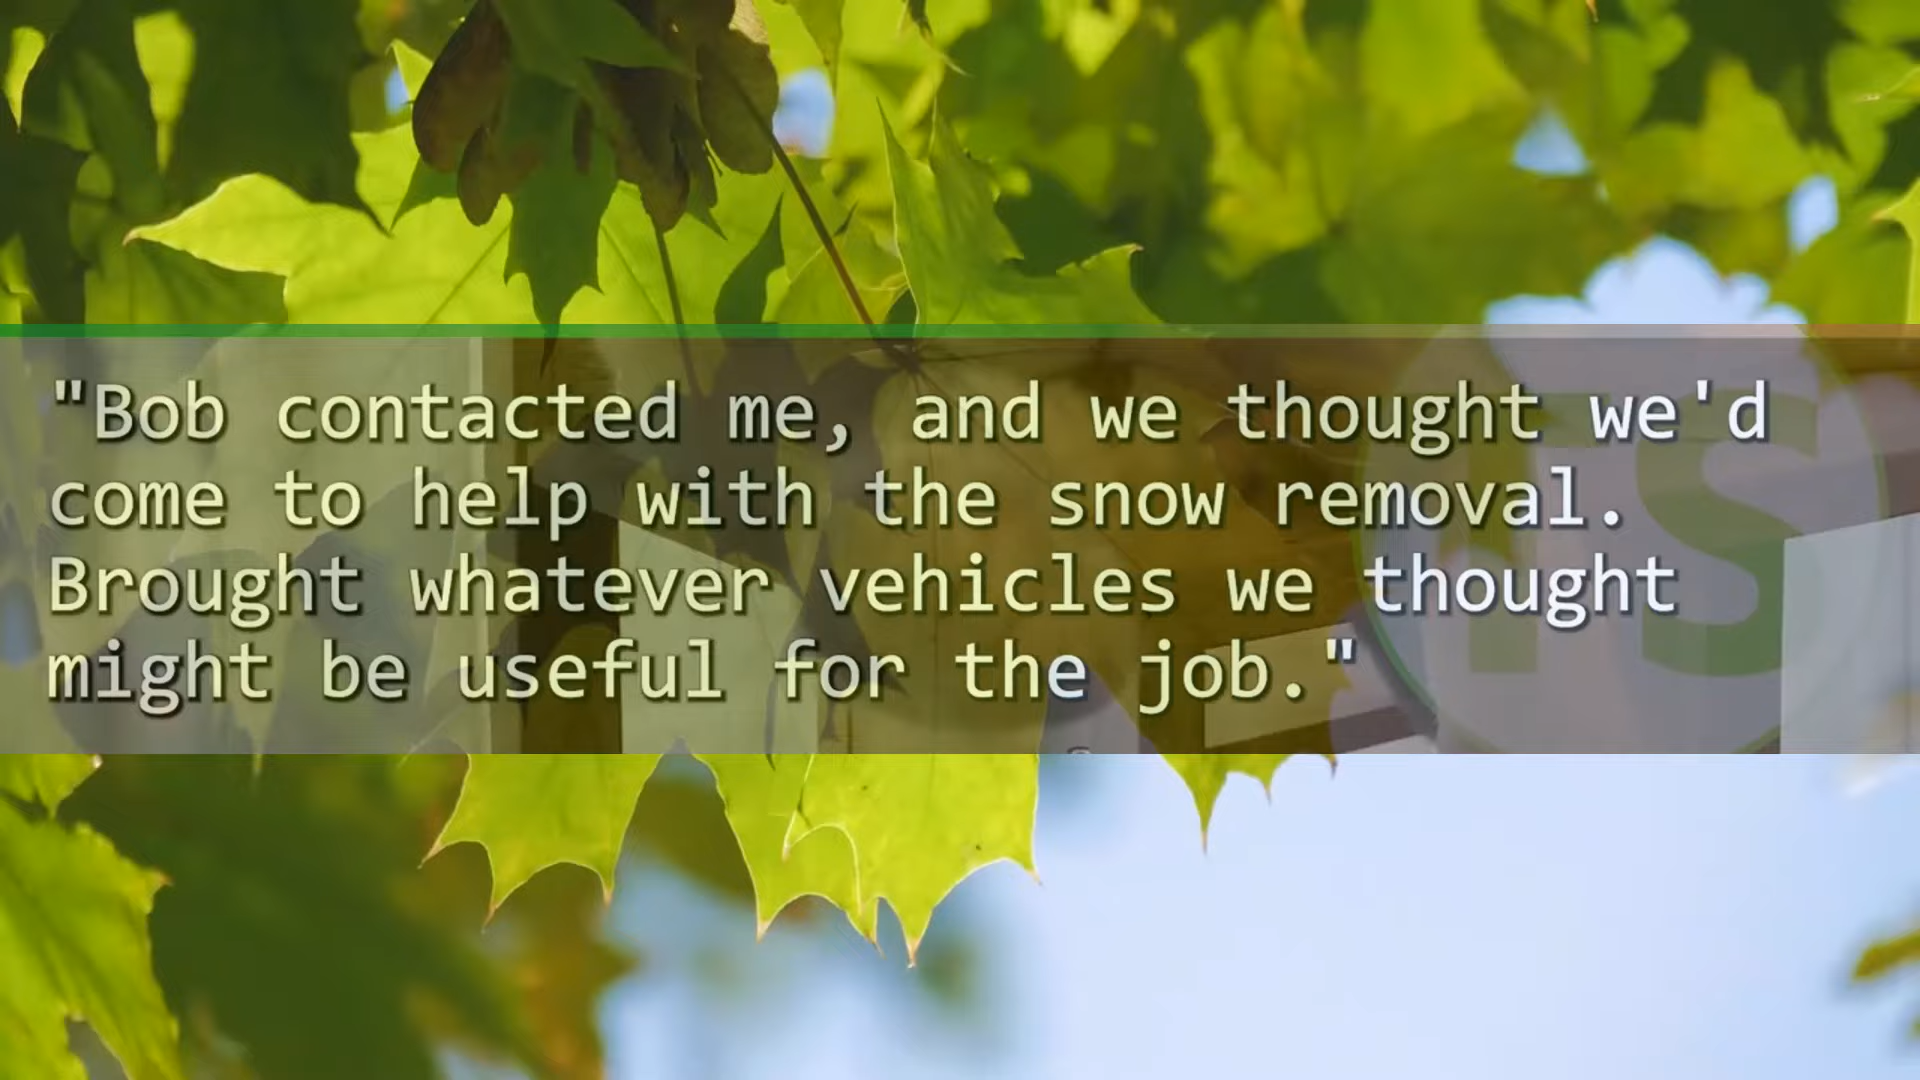 "Bob contacted me, and we thought we'd
come to help with the snow removal.
Brought whatever vehicles we thought
might be useful for the job."
TS